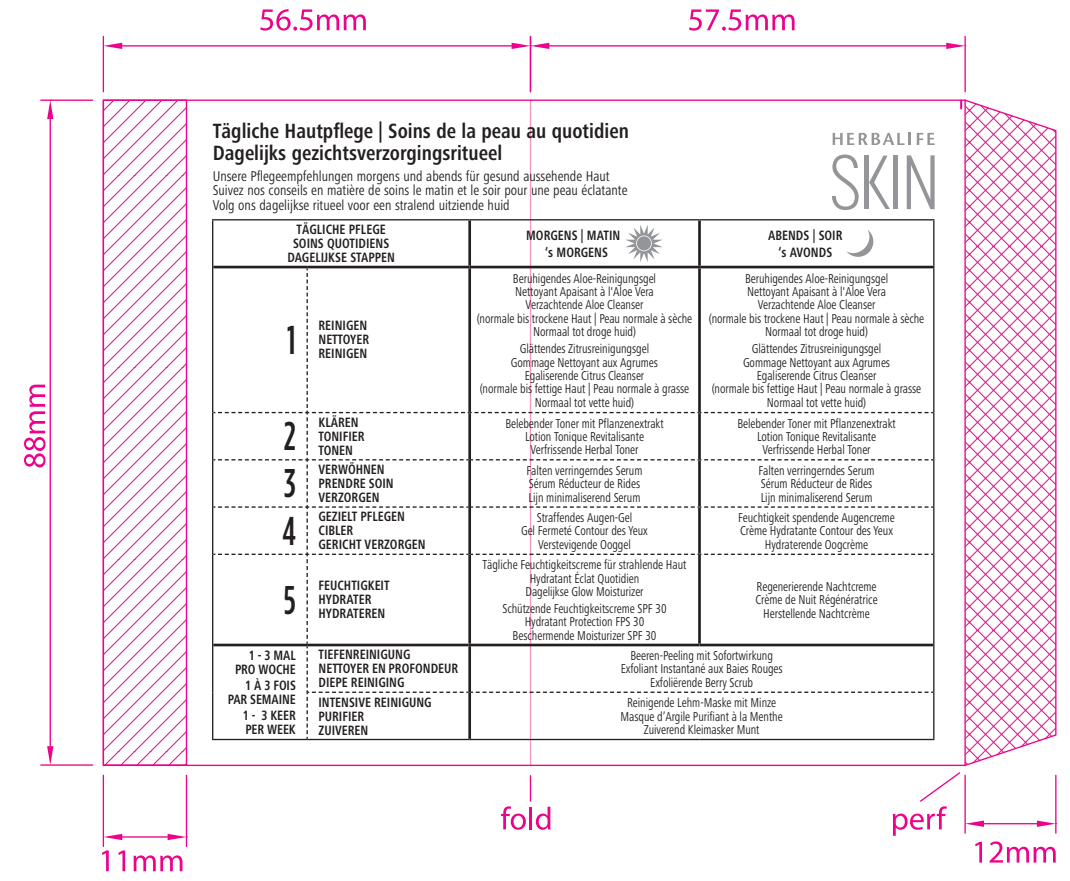 56.5mm
57.5mm
88mm
Tägliche Hautpflege | Soins de la peau au quotidien
Dagelijks gezichtsverzorgingsritueel
Unsere Pflegeempfehlungen morgens und abends für gesund aussehende Haut
Suivez nos conseils en matière de soins le matin et le soir pour une peau éclatante
Volg ons dagelijkse ritueel voor een stralend uitziende huid
HERBALIFE
SKIN
TÄGLICHE PFLEGE
SOINS QUOTIDIENS
DAGELIJKSE STAPPEN
MORGENS | MATIN
's MORGENS
ABENDS | SOIR
's AVONDS
1
REINIGEN
NETTOYER
REINIGEN
Beruhigendes Aloe-Reinigungsgel
Nettoyant Apaisant à l'Aloe Vera
Verzachtende Aloe Cleanser
(normale bis trockene Haut | Peau normale à sèche
Normaal tot droge huid)
Glättendes Zitrusreinigungsgel
Gommage Nettoyant aux Agrumes
Egaliserende Citrus Cleanser
(normale bis fettige Haut | Peau normale à grasse
Normaal tot vette huid)
Beruhigendes Aloe-Reinigungsgel
Nettoyant Apaisant à l'Aloe Vera
Verzachtende Aloe Cleanser
(normale bis trockene Haut | Peau normale à sèche
Normaal tot droge huid)
Glättendes Zitrusreinigungsgel
Gommage Nettoyant aux Agrumes
Egaliserende Citrus Cleanser
(normale bis fettige Haut | Peau normale à grasse
Normaal tot vette huid)
2
KLÄREN
TONIFIER
TONEN
Belebender Toner mit Pflanzenextrakt
Lotion Tonique Revitalisante
Verfrissende Herbal Toner
Belebender Toner mit Pflanzenextrakt
Lotion Tonique Revitalisante
Verfrissende Herbal Toner
3
VERWÖHNEN
PRENDRE SOIN
VERZORGEN
Falten verringerndes Serum
Sérum Réducteur de Rides
Lijn minimaliserend Serum
Falten verringerndes Serum
Sérum Réducteur de Rides
Lijn minimaliserend Serum
4
GEZIELT PFLEGEN
CIBLER
GERICHT VERZORGEN
Straffendes Augen-Gel
Gel Fermeté Contour des Yeux
Verstevigende Ooggel
Feuchtigkeit spendende Augencreme
Crème Hydratante Contour des Yeux
Hydraterende Oogcrème
5
FEUCHTIGKEIT
HYDRATER
HYDRATEREN
Tägliche Feuchtigkeitscreme für strahlende Haut
Hydratant Éclat Quotidien
Dagelijkse Glow Moisturizer
Schützende Feuchtigkeitscreme SPF 30
Hydratant Protection FPS 30
Beschermende Moisturizer SPF 30
Regenerierende Nachtcreme
Crème de Nuit Régénératrice
Herstellende Nachtcrème
1 - 3 MAL
PRO WOCHE
1 À 3 FOIS
PAR SEMAINE
1 - 3 KEER
PER WEEK
TIEFENREINIGUNG
NETTOYER EN PROFONDEUR
DIEPE REINIGING
Beeren-Peeling mit Sofortwirkung
Exfoliant Instantané aux Baies Rouges
Exfoliërende Berry Scrub
INTENSIVE REINIGUNG
PURIFIER
ZUIVEREN
Reinigende Lehm-Maske mit Minze
Masque d'Argile Purifiant à la Menthe
Zuiverend Kleimasker Munt
fold
perf
11mm
12mm